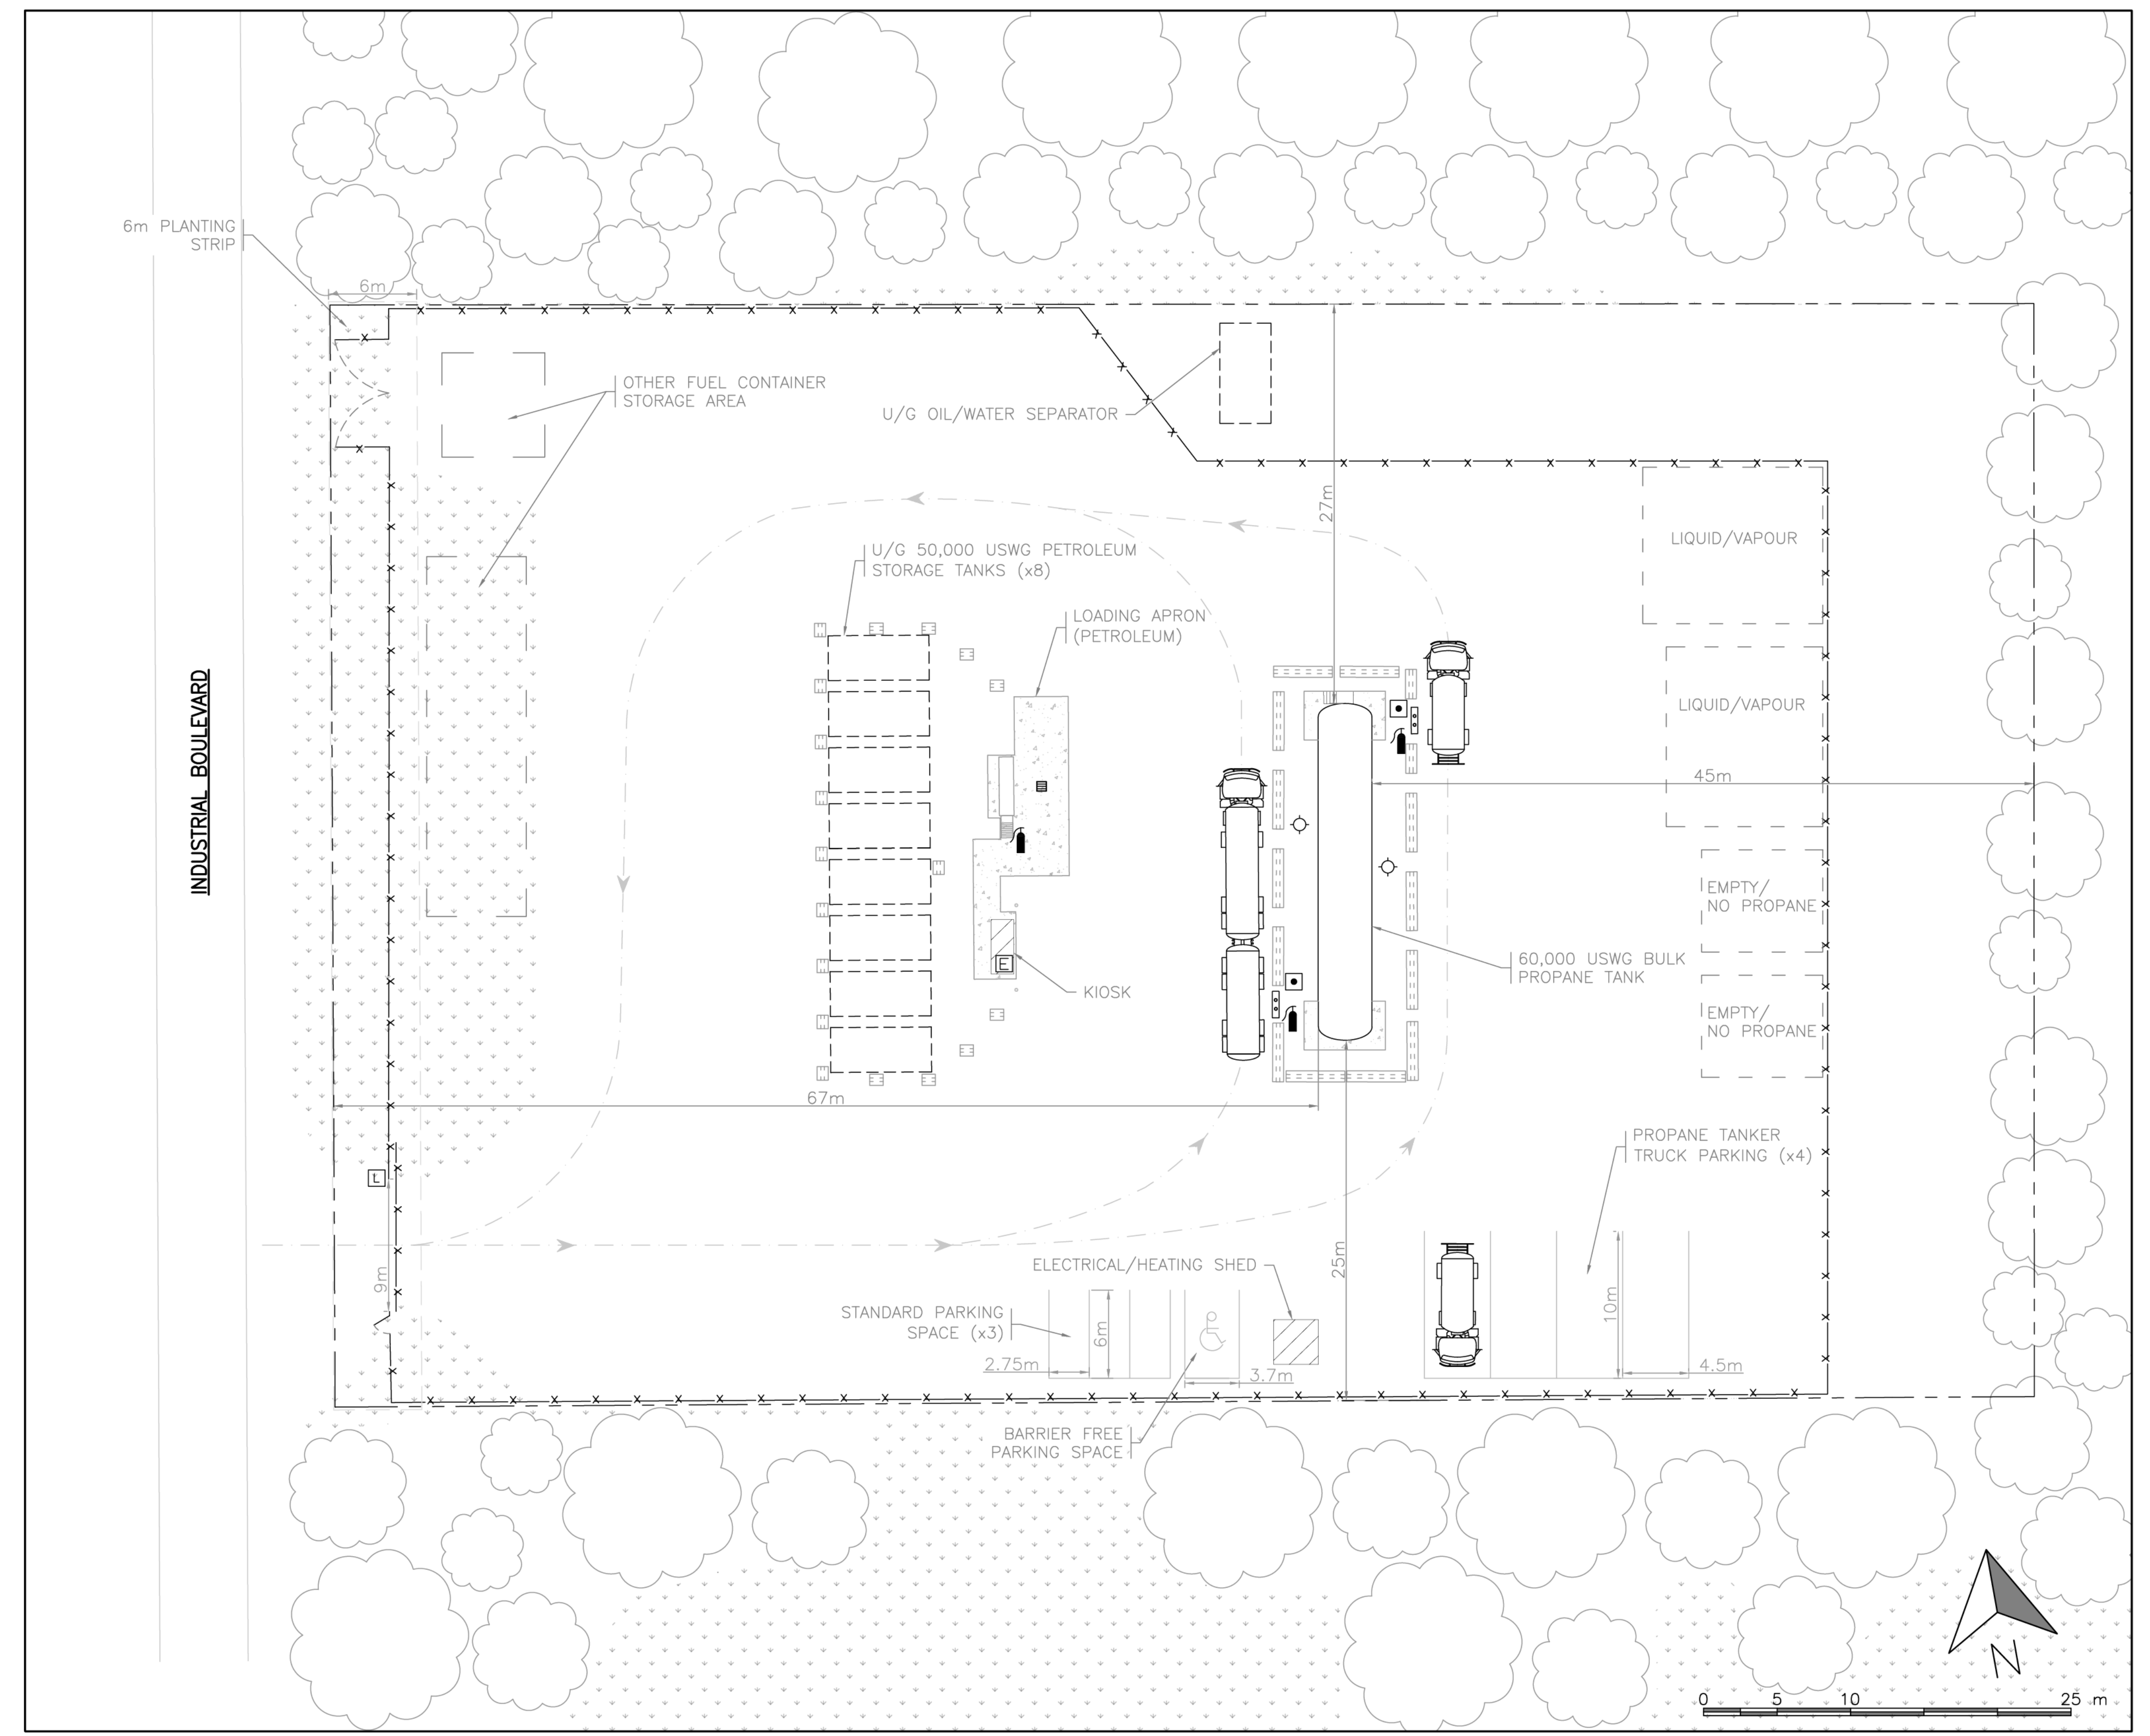 6m PLANTING
STRIP
6m
OTHER FUEL CONTAINER
STORAGE AREA
U/G OIL/WATER SEPARATOR
27m
LIQUID/VAPOUR
U/G 50,000 USWG PETROLEUM
STORAGE TANKS (x8)
LOADING APRON
(PETROLEUM)
LIQUID/VAPOUR
INDUSTRIAL BOULEVARD
45m
EMPTY/
NO PROPANE
60,000 USWG BULK
PROPANE TANK
E
KIOSK
EMPTY/
NO PROPANE
67m
PROPANE TANKER
TRUCK PARKING (x4)
L
9m
ELECTRICAL/HEATING SHED
25m
STANDARD PARKING
SPACE (x3)
6m
10m
2.75m
3.7m
4.5m
BARRIER FREE
PARKING SPACE
N
0 5 10 25 m